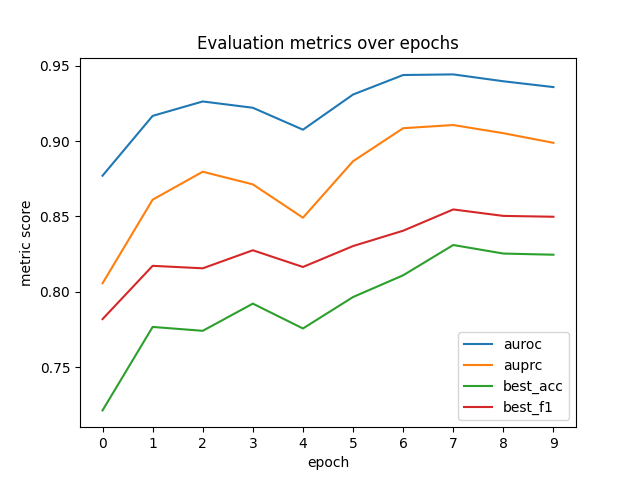 Evaluation metrics over epochs
0.95
0.90
0.85
0.80
0.75
metric score
auroc
auprc
best_acc
best_f1
0 1 2 3 4 5 6 7 8 9
epoch